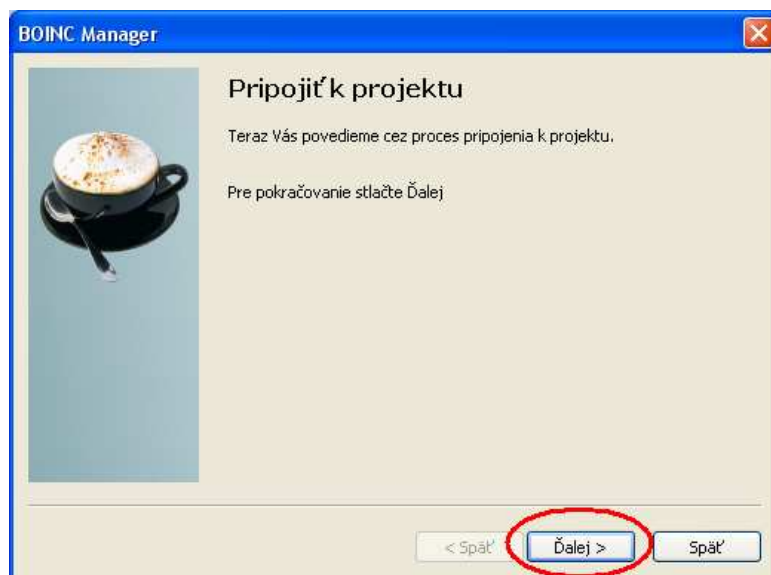 BOINC Manager
Pripojiť k projektu
Teraz Vás povedieme cez proces pripojenia k projektu.
Pre pokračovanie stlačte Ďalej
< Späť Ďalej > Späť